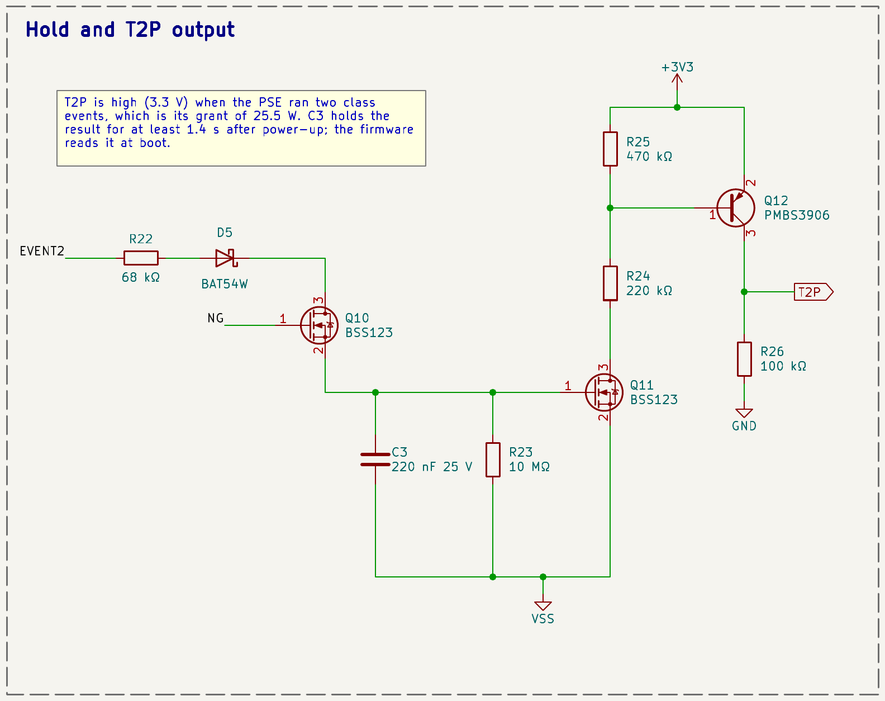 Hold and T2P output
T2P is high (3.3 V) when the PSE ran two class
events, which is its grant of 25.5 W. C3 holds the
result for at least 1.4 s after power-up; the firmware
reads it at boot.
+3V3
R25
470 kΩ
2
Q12
PMBS3906
1
3
EVENT2
R22
68 kΩ
D5
BAT54W
R24
220 kΩ
T2P
NG
1
3
2
Q10
BSS123
R26
100 kΩ
GND
1
3
2
Q11
BSS123
C3
220 nF 25 V
R23
10 MΩ
VSS